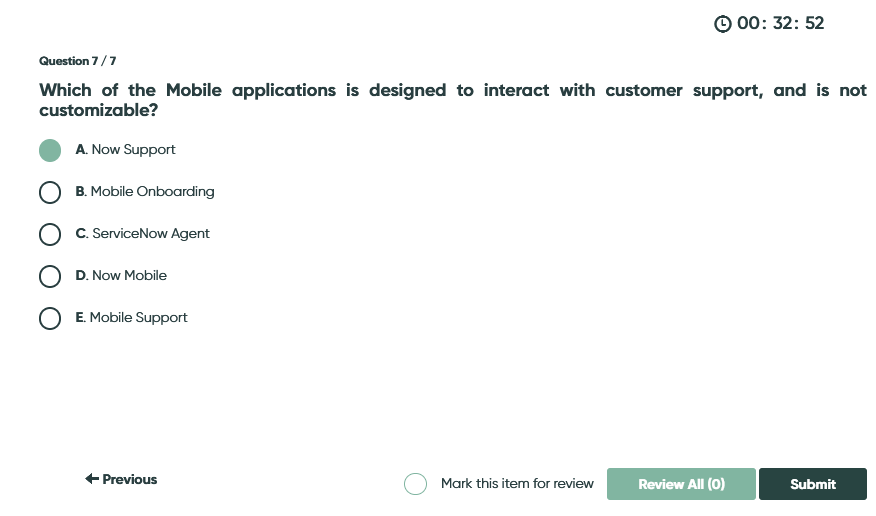 00: 32: 52
Question 7 / 7
Which of the Mobile applications is designed to interact with customer support, and is not
customizable?
A. Now Support
B. Mobile Onboarding
C. ServiceNow Agent
D. Now Mobile
E. Mobile Support
Previous
Mark this item for review
Review All (0)
Submit